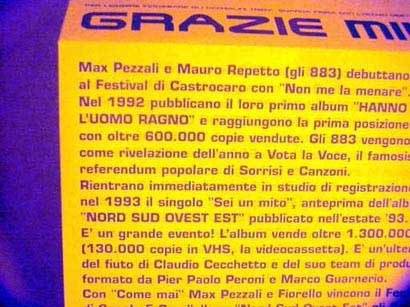 GRAZIE MI
Max Pezzali e Mauro Repetto (gli 883) debuttano
al Festival di Castrocaro con "Non me la menare".
Nel 1992 pubblicano il loro primo album "HANNO
L'UOMO RAGNO" e raggiungono la prima posizione
con oltre 600.000 copie vendute. Gli 883 vengono
come rivelazione dell'anno a Vota la Voce, il famosis
referendum popolare di Sorrisi e Canzoni.
Rientrano immediatamente in studio di registrazione
nel 1993 il singolo "Sei un mito", anteprima dell'alb
"NORD SUD OVEST EST" pubblicato nell'estate '93.
E' un grande evento! L'album vende oltre 1.300.000
(130.000 copie in VHS, la videocassetta). E' un'ulter
del fiuto di Claudio Cecchetto e del suo team di produ
formato da Pier Paolo Peroni e Marco Guarnerio.
Con "Come mai" Max Pezzali e Fiorello vincono il Fes